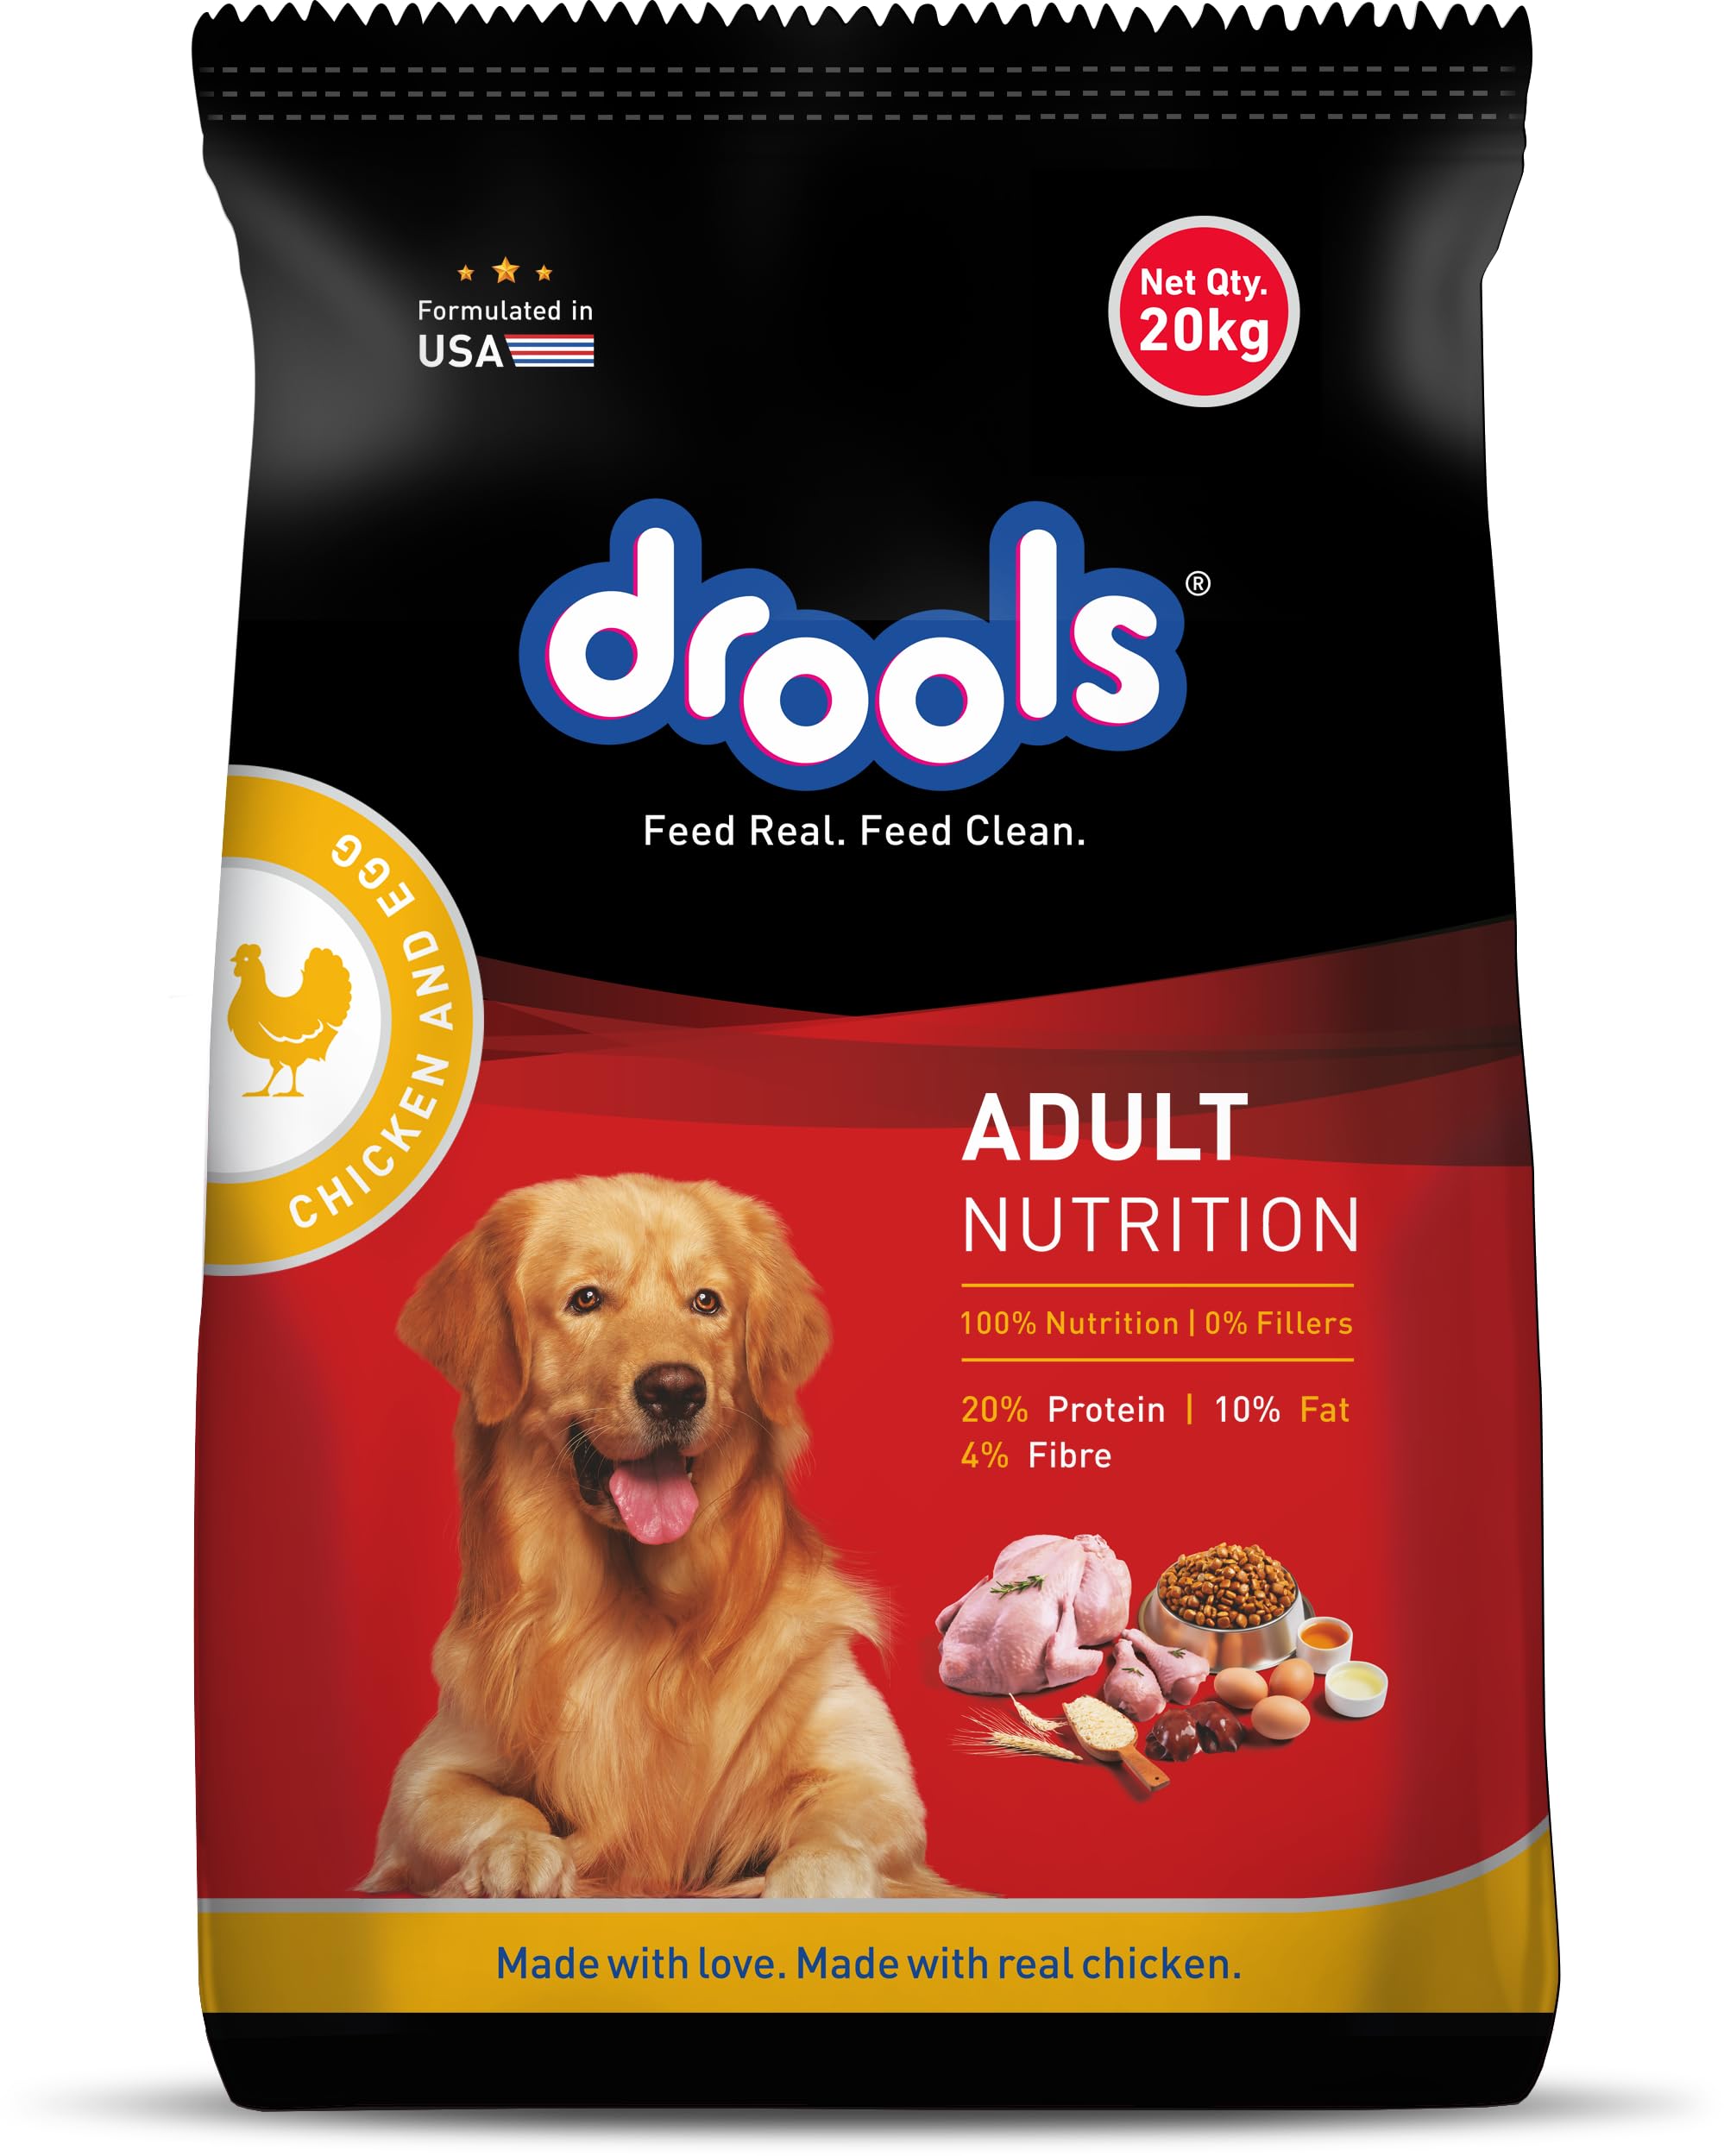 Formulated in
USA
Net Qty.
20kg
drools®
Feed Real. Feed Clean.
CHICKEN AND EGG
ADULT
NUTRITION
100% Nutrition | 0% Fillers
20% Protein | 10% Fat
4% Fibre
Made with love. Made with real chicken.